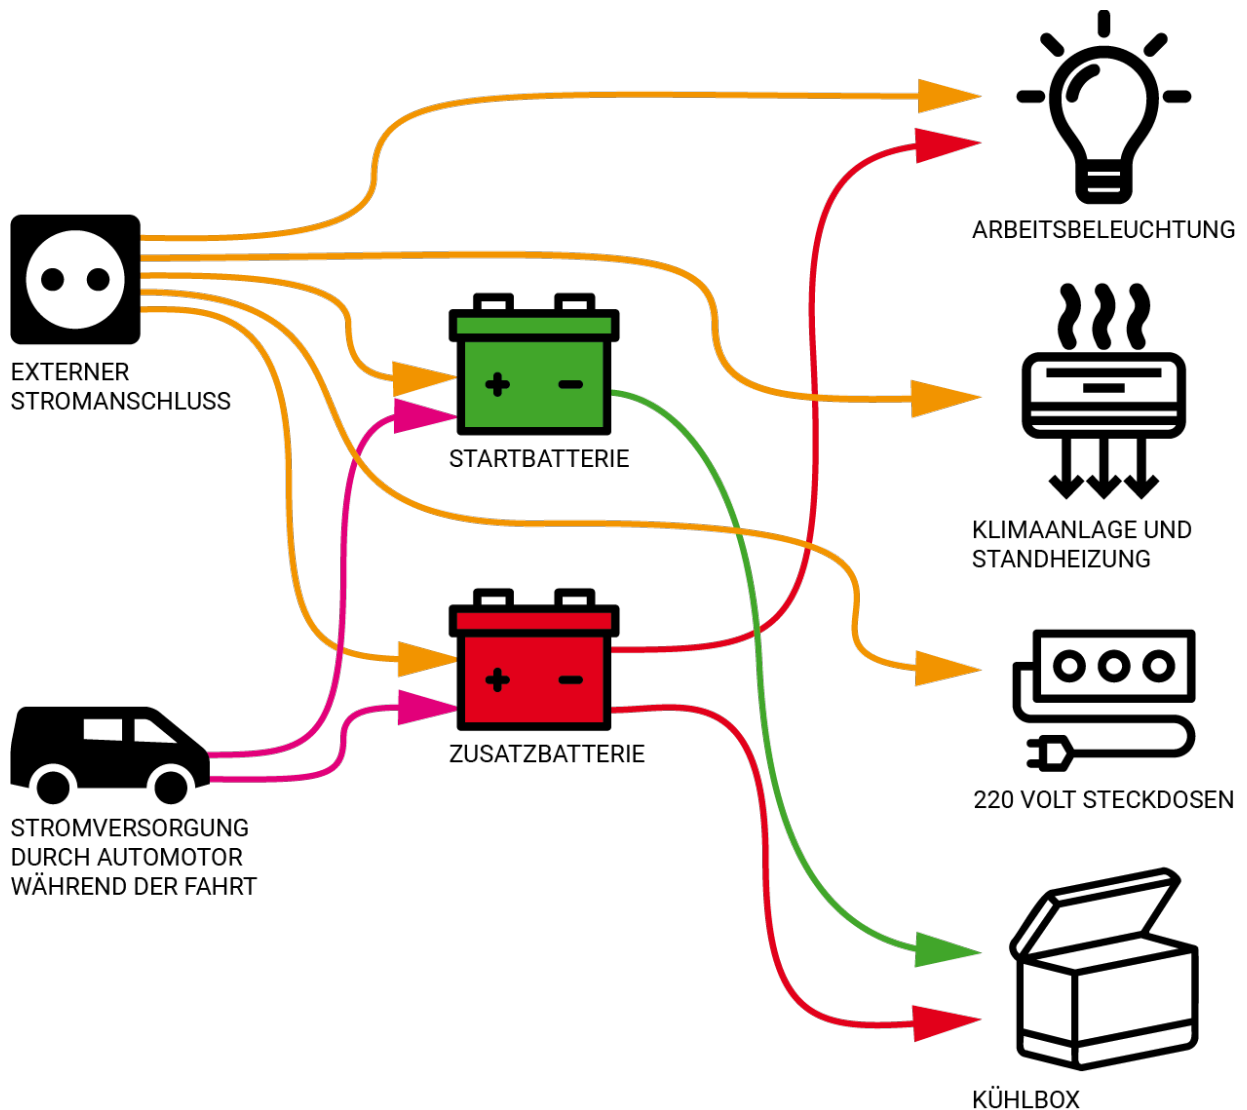 EXTERNER
STROMANSCHLUSS
STROMVERSORGUNG
DURCH AUTOMOTOR
WÄHREND DER FAHRT
+ −
STARTBATTERIE
+ −
ZUSATZBATTERIE
ARBEITSBELEUCHTUNG
KLIMAANLAGE UND
STANDHEIZUNG
220 VOLT STECKDOSEN
KÜHLBOX